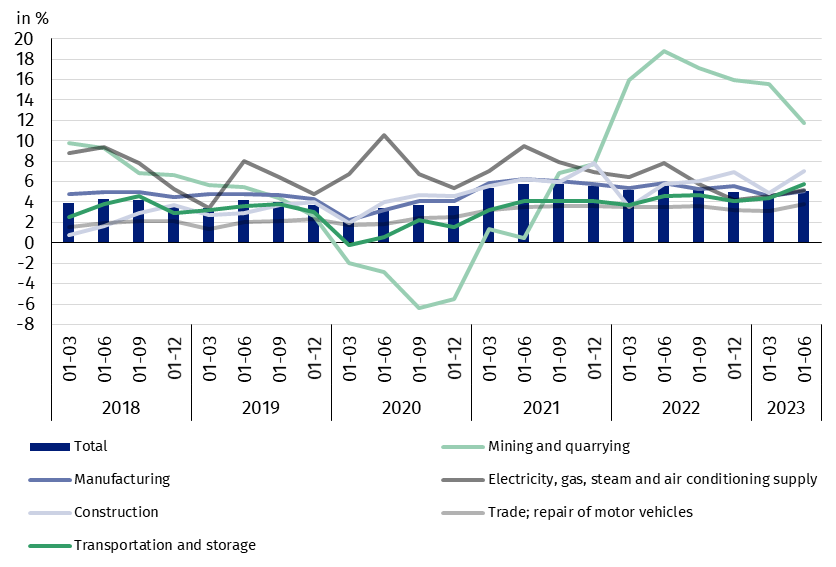 in %
20
18
16
14
12
10
8
6
4
2
0
-2
-4
-6
-8
01-03 01-06 01-09 01-12 01-03 01-06 01-09 01-12 01-03 01-06 01-09 01-12 01-03 01-06 01-09 01-12 01-03 01-06 01-09 01-12 01-03 01-06
2018 2019 2020 2021 2022 2023
Total Mining and quarrying
Manufacturing Electricity, gas, steam and air conditioning supply
Construction Trade; repair of motor vehicles
Transportation and storage